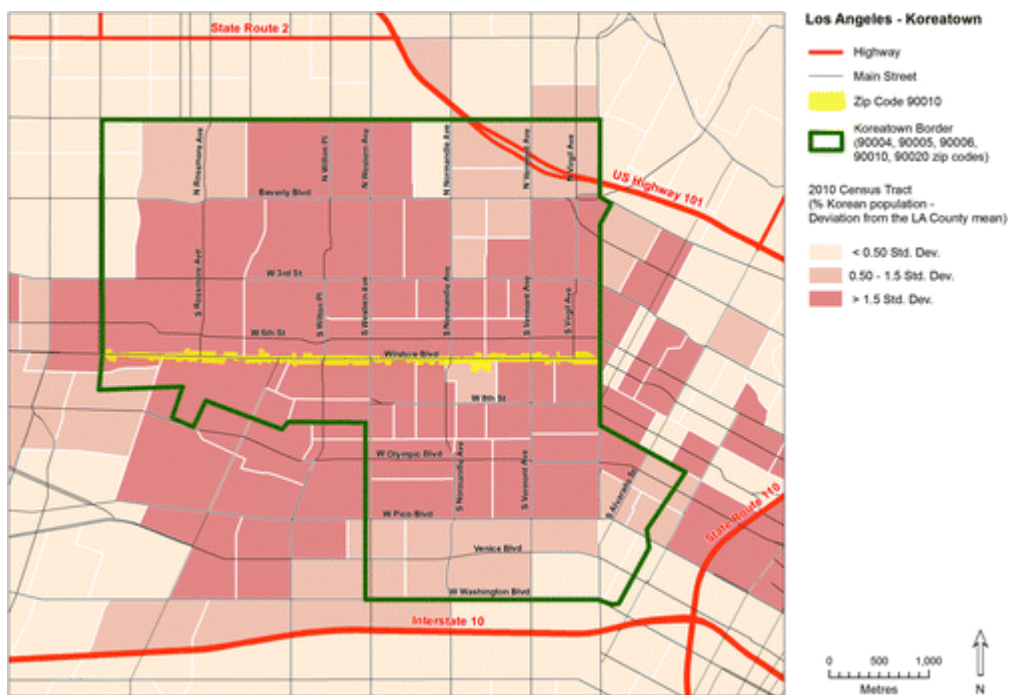 Los Angeles - Koreatown
Highway
Main Street
Zip Code 90010
Koreatown Border
(90004, 90005, 90006,
90010, 90020 zip codes)
2010 Census Tract
(% Korean population -
Deviation from the LA County mean)
< 0.50 Std. Dev.
0.50 - 1.5 Std. Dev.
> 1.5 Std. Dev.
0 500 1,000
Metres
N
State Route 2
N Rossmore Ave
N Wilton Pl
N Western Ave
N Normandie Ave
N Vermont Ave
N Virgil Ave
Beverly Blvd
US Highway 101
W 3rd St
S Rossmore Ave
S Wilton Pl
S Western Ave
S Normandie Ave
S Vermont Ave
S Virgil Ave
W 6th St
Wilshire Blvd
W 8th St
W Olympic Blvd
S Normandie Ave
S Vermont Ave
S Alvarado St
W Pico Blvd
State Route 110
Venice Blvd
W Washington Blvd
Interstate 10